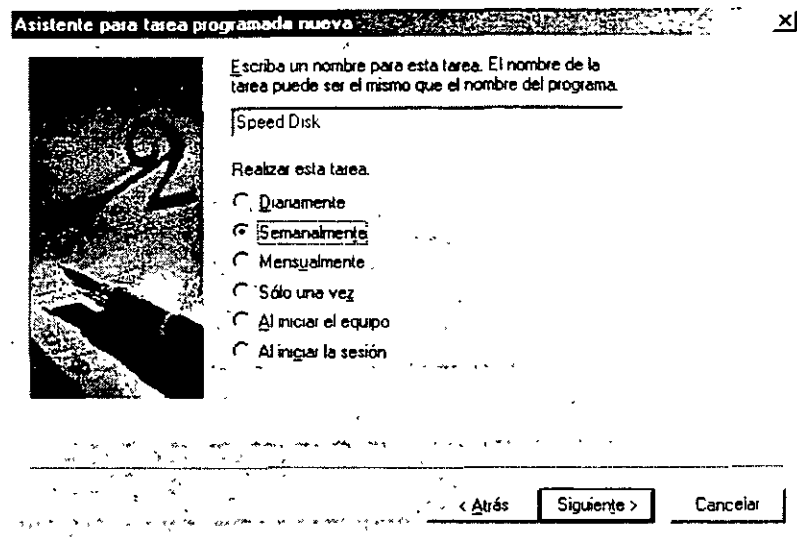 Asistente para tarea programada nueva
Escriba un nombre para esta tarea. El nombre de la
tarea puede ser el mismo que el nombre del programa.
Speed Disk
Realizar esta tarea.
Diariamente
Semanalmente
Mensualmente
Sólo una vez
Al iniciar el equipo
Al iniciar la sesión
< Atrás
Siguiente >
Cancelar